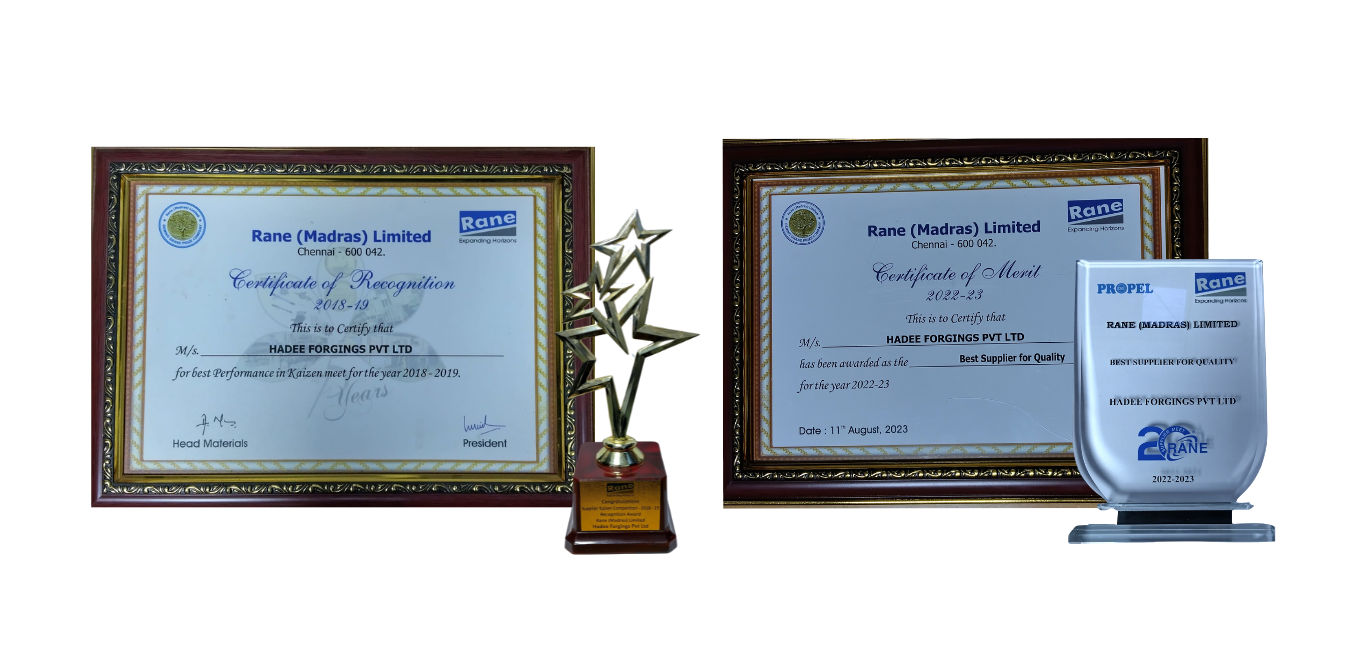 Rane
Expanding Horizons
Rane (Madras) Limited
Chennai - 600 042.
Certificate of Recognition
2018-19
This is to Certify that
M/s. HADEE FORGINGS PVT LTD
for best Performance in Kaizen meet for the year 2018 - 2019.
Years
Head Materials
President
Rane
Congratulations
Supplier Kaizen Competition - 2018 - 19
Recognition Award
Rane (Madras) Limited
Hadee Forgings Pvt Ltd
Rane
Expanding Horizons
Rane (Madras) Limited
Chennai - 600 042.
Certificate of Merit
2022-23
This is to Certify that
M/s. HADEE FORGINGS PVT LTD
has been awarded as the Best Supplier for Quality
for the year 2022-23
Date : 11th August, 2023
PROPEL
Rane
Expanding Horizons
RANE (MADRAS) LIMITED
BEST SUPPLIER FOR QUALITY
HADEE FORGINGS PVT LTD
RANE
2022-2023